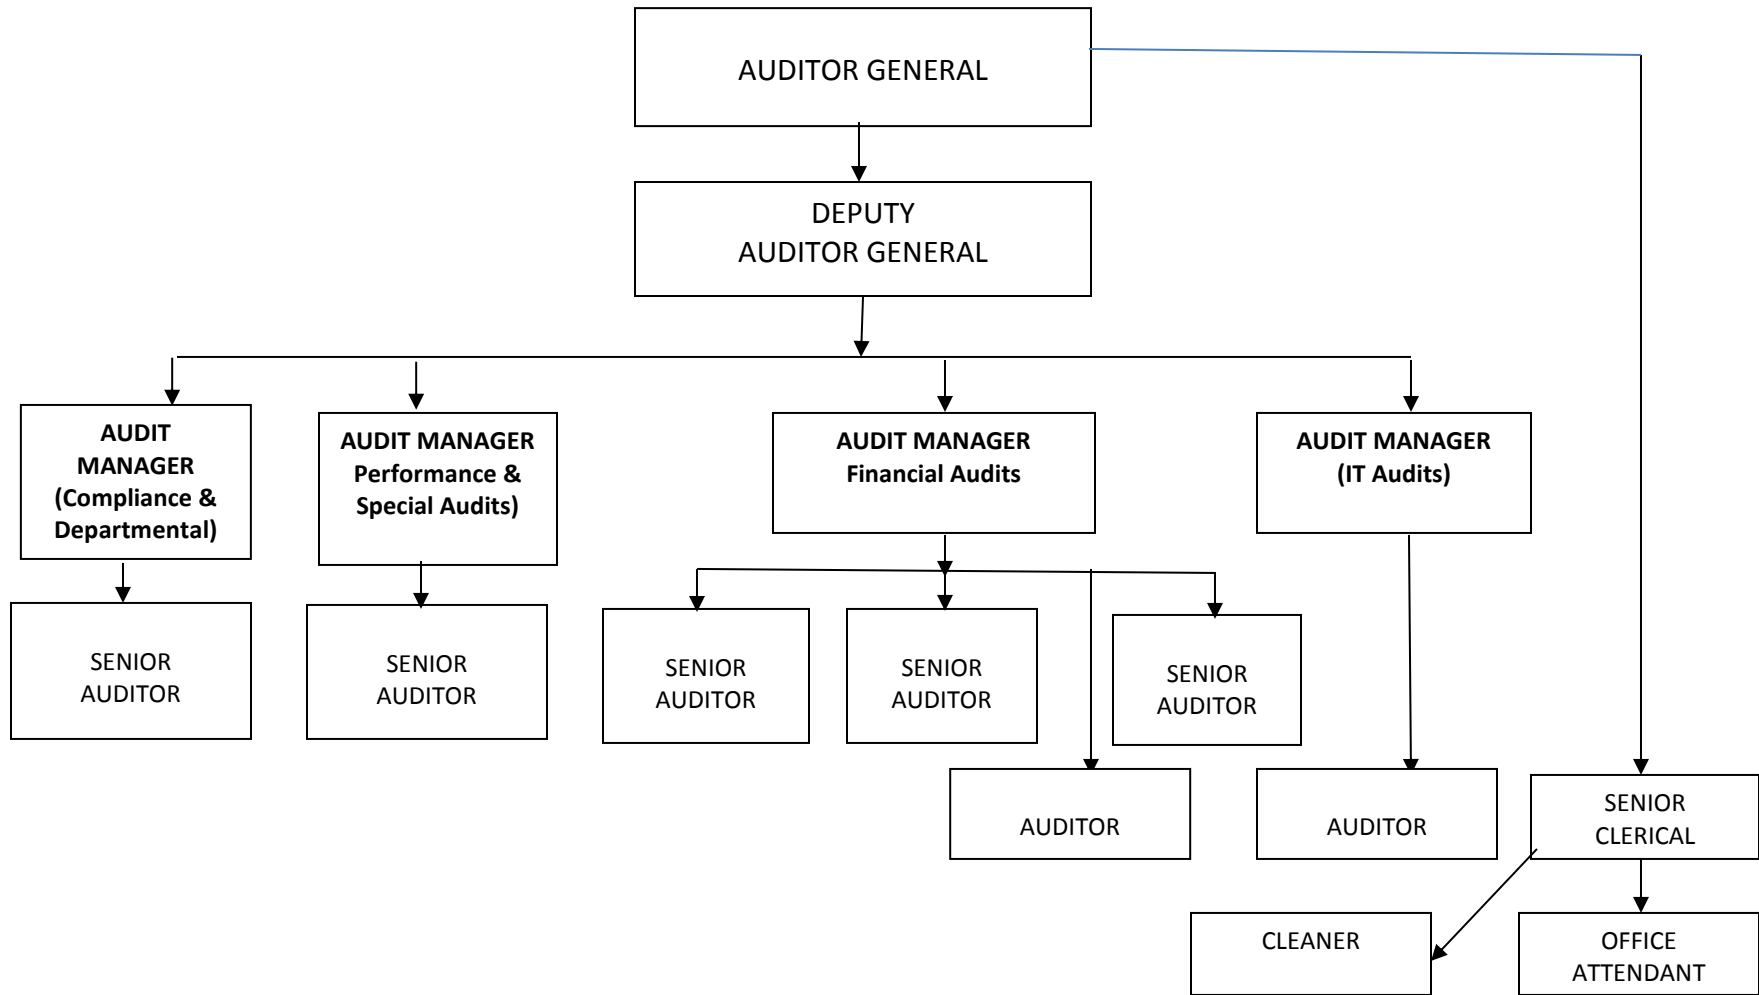 AUDITOR GENERAL
DEPUTY
AUDITOR GENERAL
AUDIT
MANAGER
(Compliance &
Departmental)
AUDIT MANAGER
Performance &
Special Audits)
AUDIT MANAGER
Financial Audits
AUDIT MANAGER
(IT Audits)
SENIOR
AUDITOR
SENIOR
AUDITOR
SENIOR
AUDITOR
SENIOR
AUDITOR
SENIOR
AUDITOR
AUDITOR
AUDITOR
SENIOR
CLERICAL
CLEANER
OFFICE
ATTENDANT